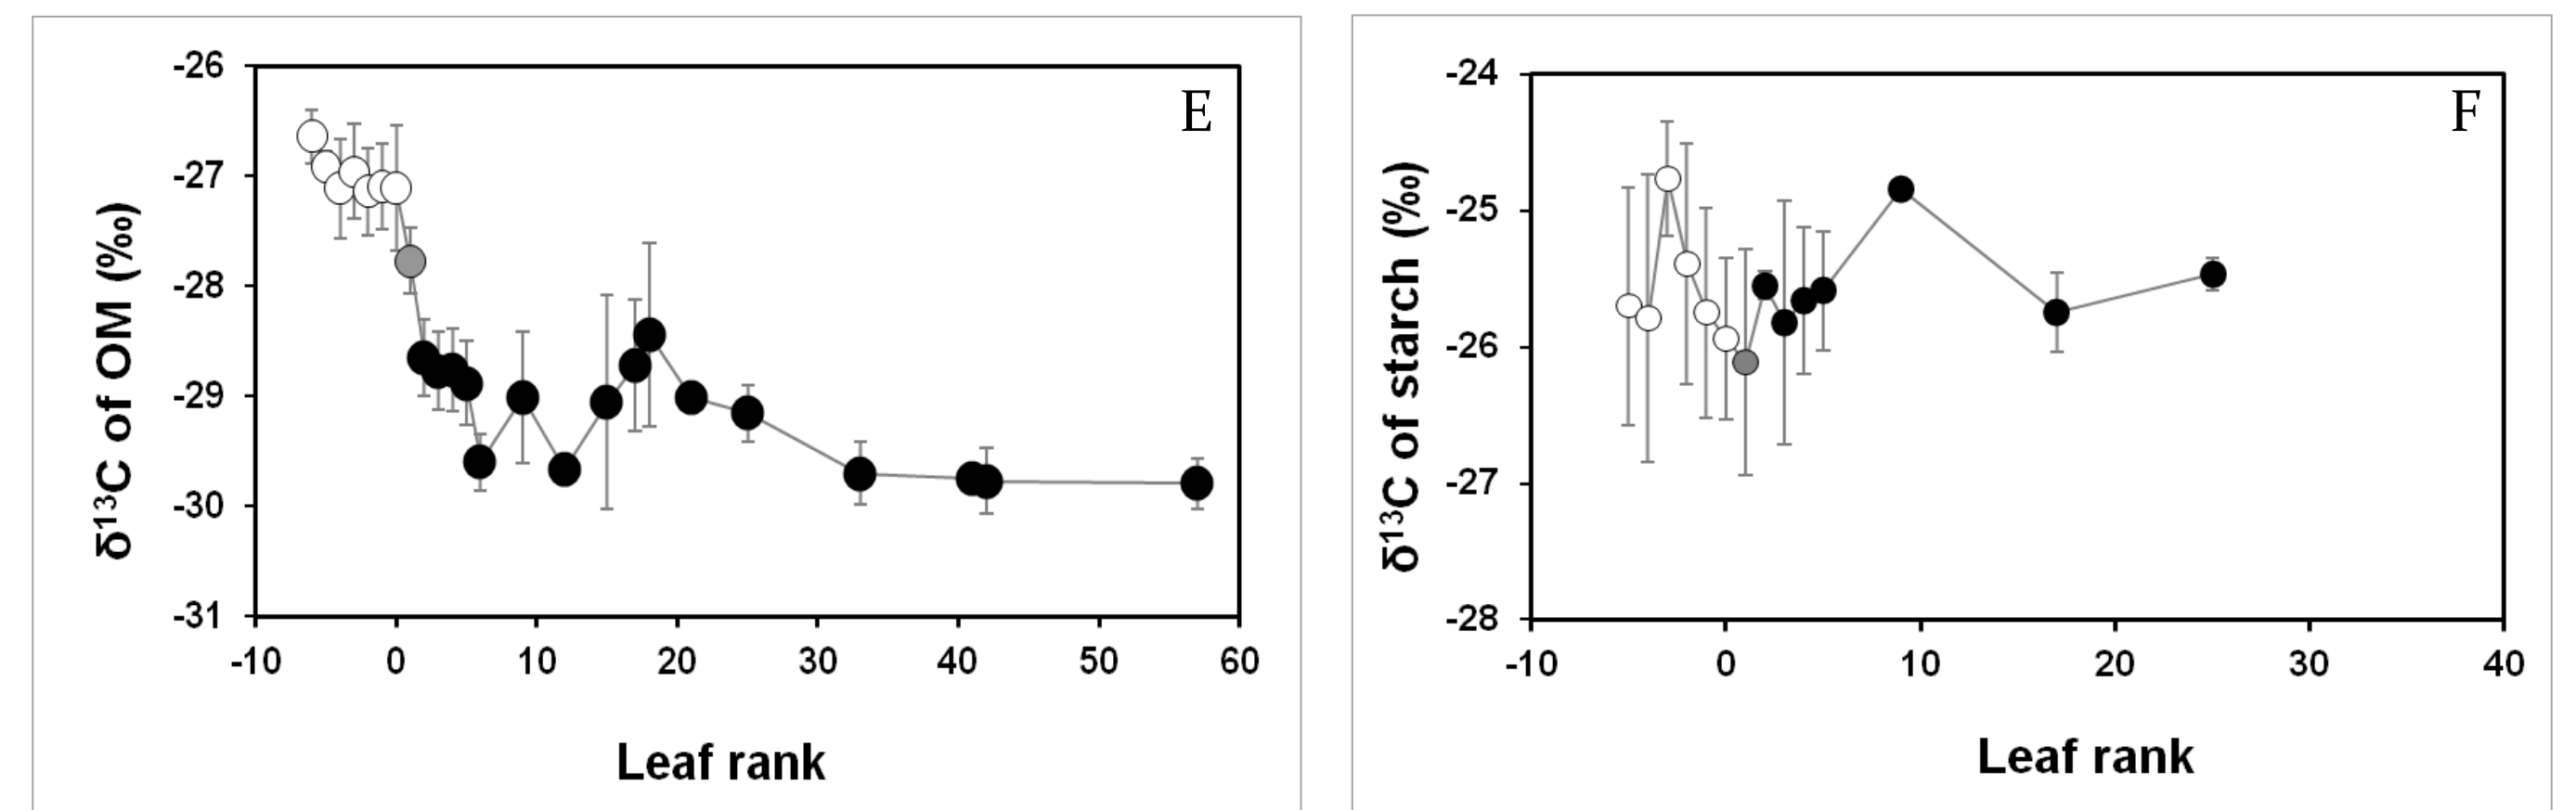 E
-26
-27
-28
-29
-30
-31
-10 0 10 20 30 40 50 60
δ¹³C of OM (‰)
Leaf rank
F
-24
-25
-26
-27
-28
-10 0 10 20 30 40
δ¹³C of starch (‰)
Leaf rank